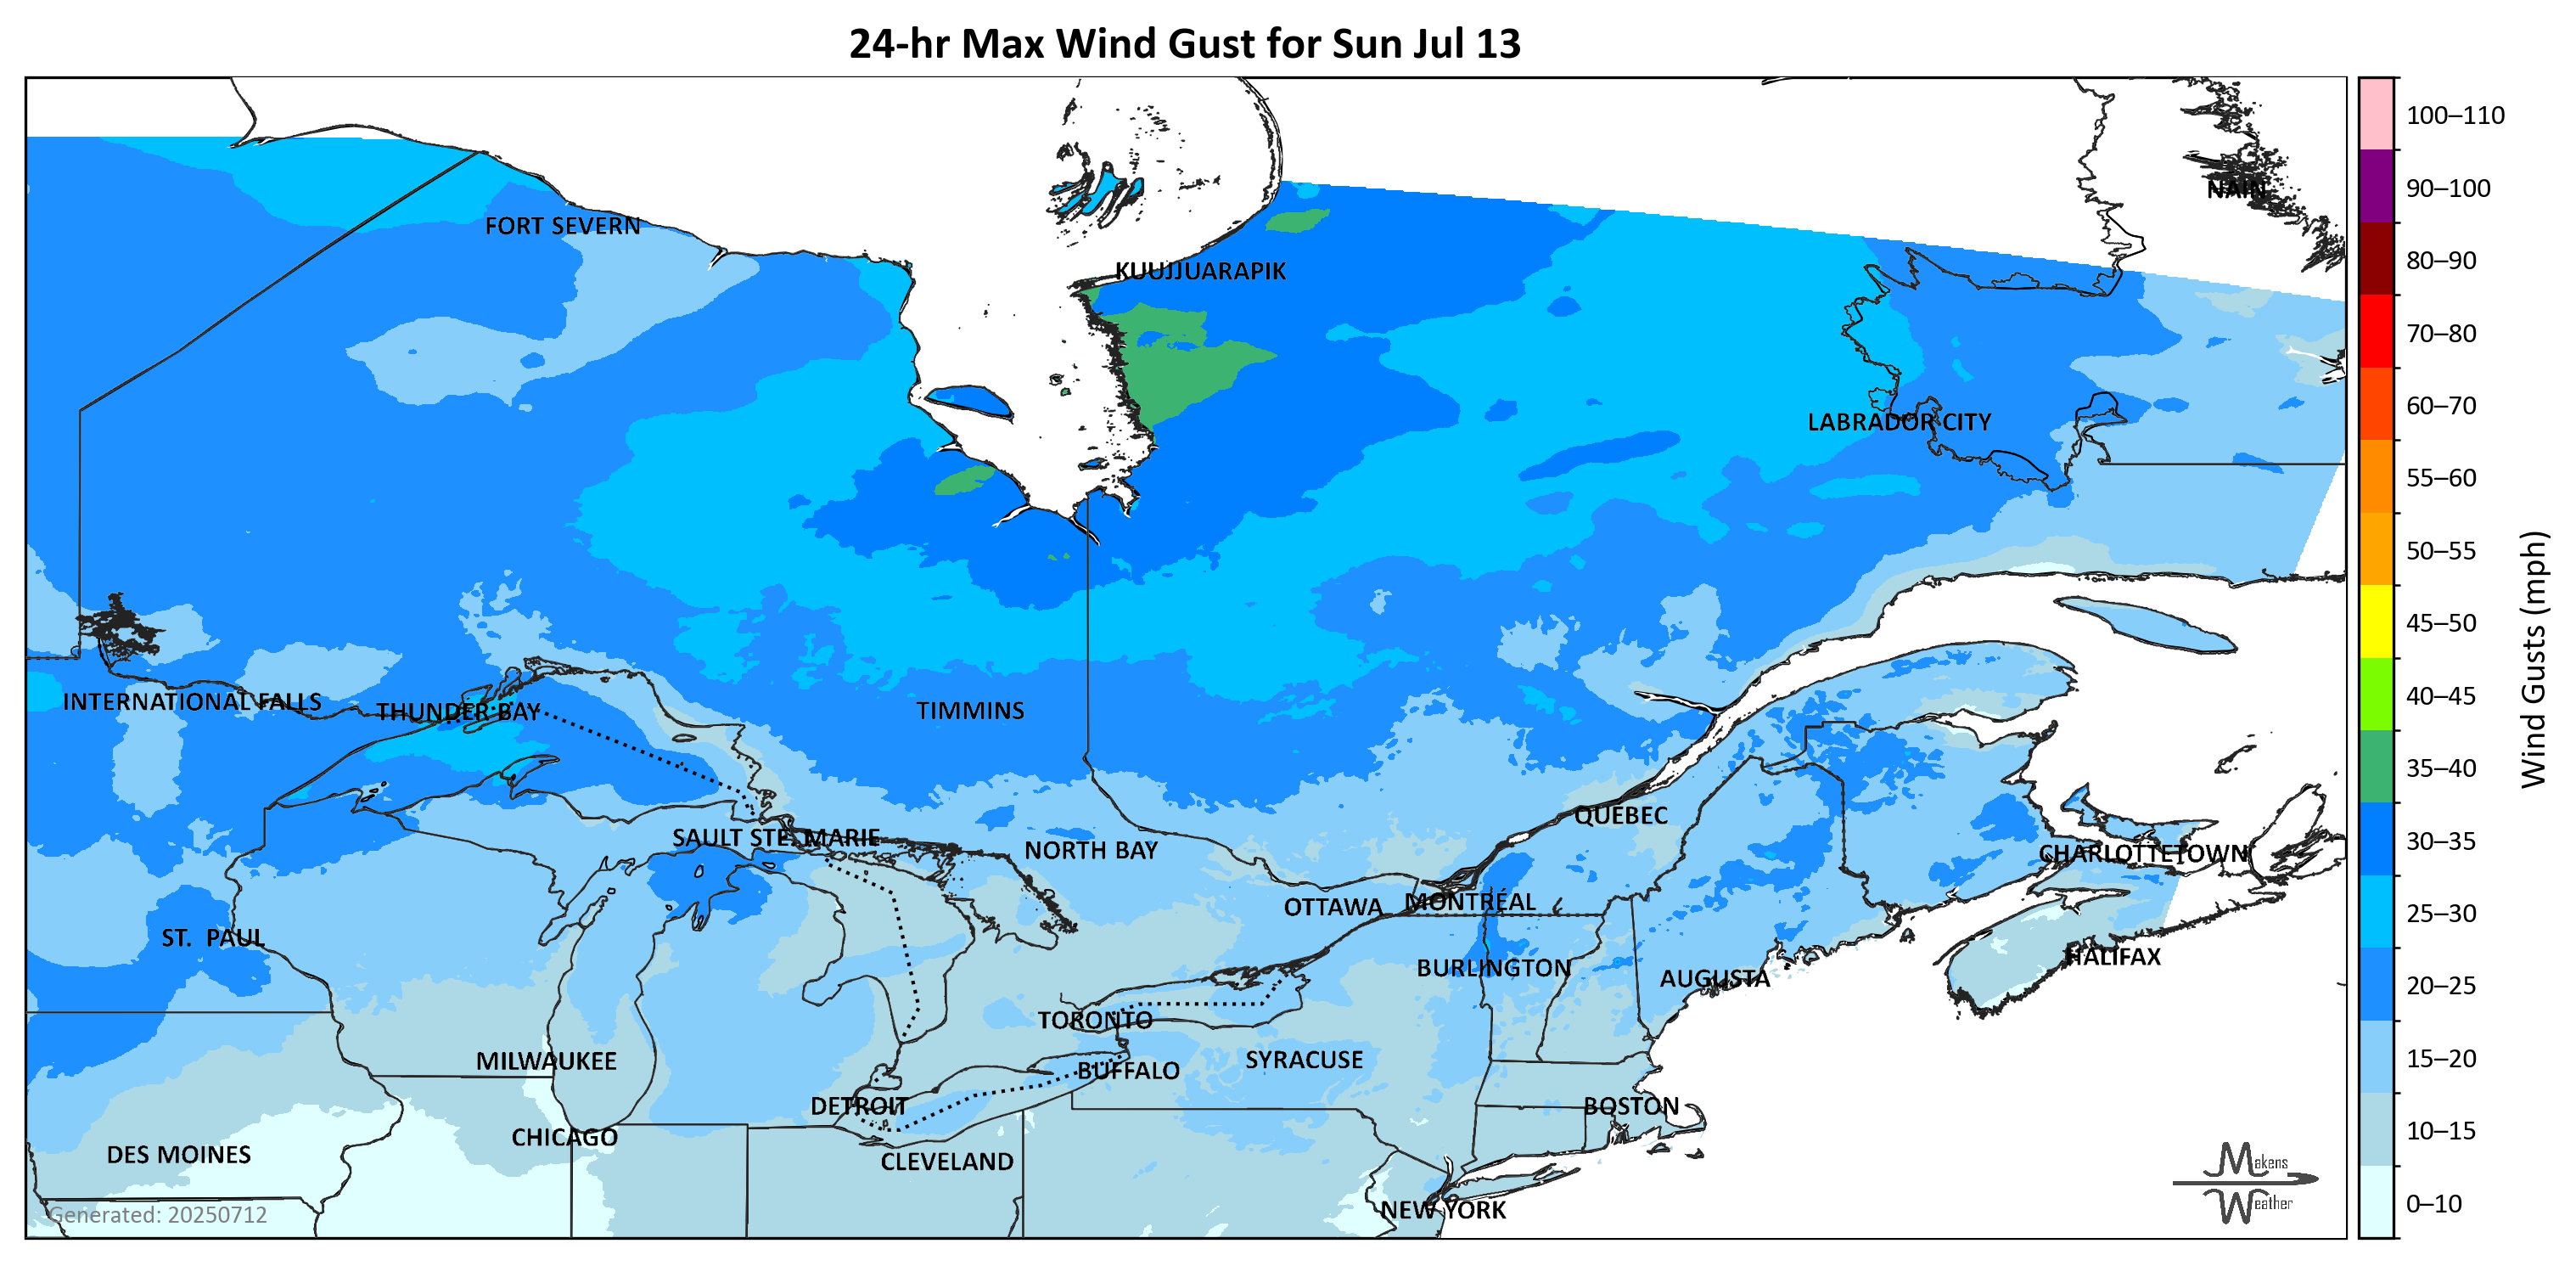 24-hr Max Wind Gust for Sun Jul 13
100–110
90–100
NAIN
FORT SEVERN
80–90
KUUJJUARAPIK
70–80
60–70
LABRADOR CITY
55–60
50–55
45–50
40–45
INTERNATIONAL FALLS
THUNDER BAY
TIMMINS
35–40
Wind Gusts (mph)
QUEBEC
30–35
SAULT STE. MARIE
NORTH BAY
CHARLOTTETOWN
25–30
OTTAWA
MONTRÉAL
ST. PAUL
HALIFAX
BURLINGTON
AUGUSTA
20–25
TORONTO
MILWAUKEE
SYRACUSE
15–20
BUFFALO
DETROIT
BOSTON
10–15
CHICAGO
DES MOINES
CLEVELAND
Makens
Weather
0–10
NEW YORK
Generated: 20250712